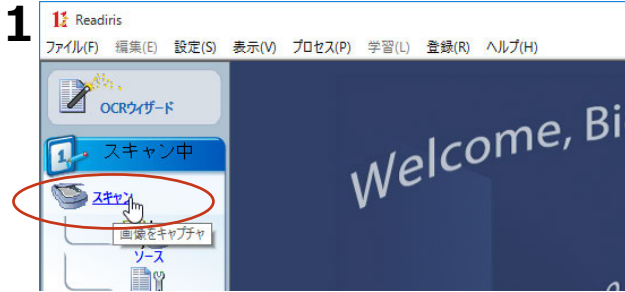 1
Readiris
ファイル(F) 編集(E) 設定(S) 表示(V) プロセス(P) 学習(L) 登録(R) ヘルプ(H)
OCRウィザード
1 スキャン中
スキャン
画像をキャプチャ
ソース
Welcome, Bi